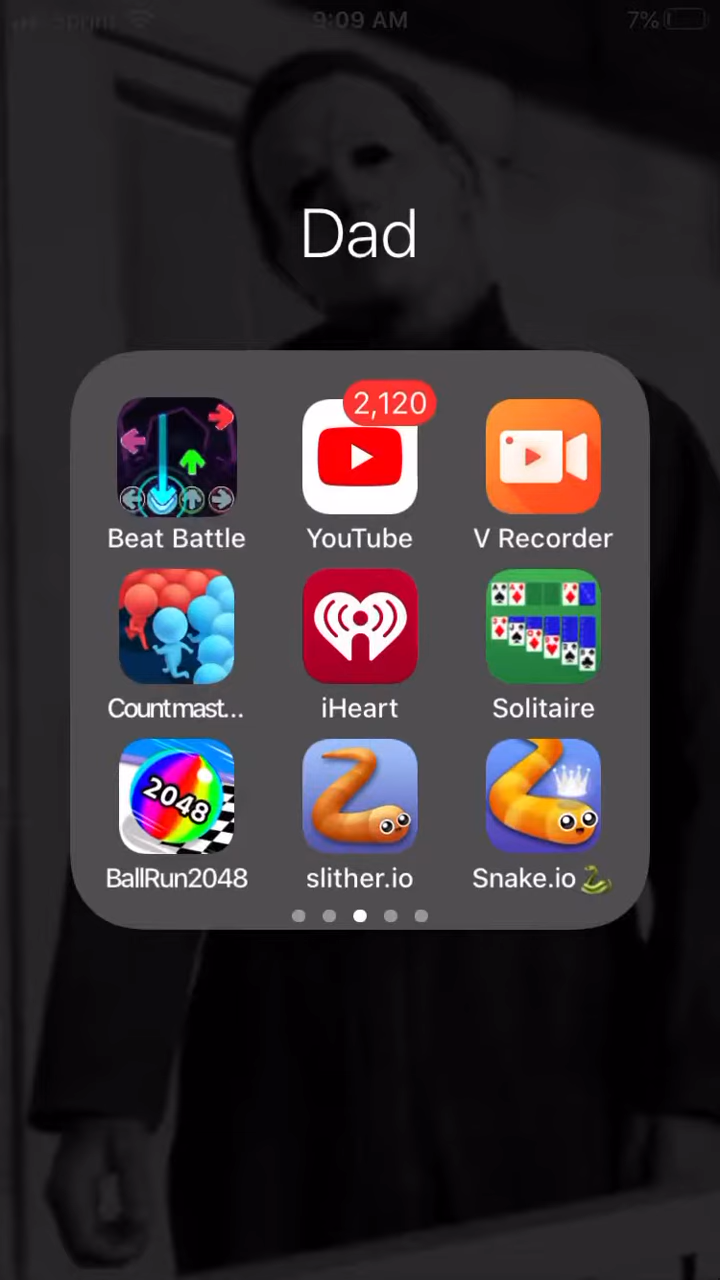 Sprint 9:09 AM 7%
Dad
2,120
Beat Battle YouTube V Recorder
Countmast... iHeart Solitaire
2048
BallRun2048 slither.io Snake.io🐍